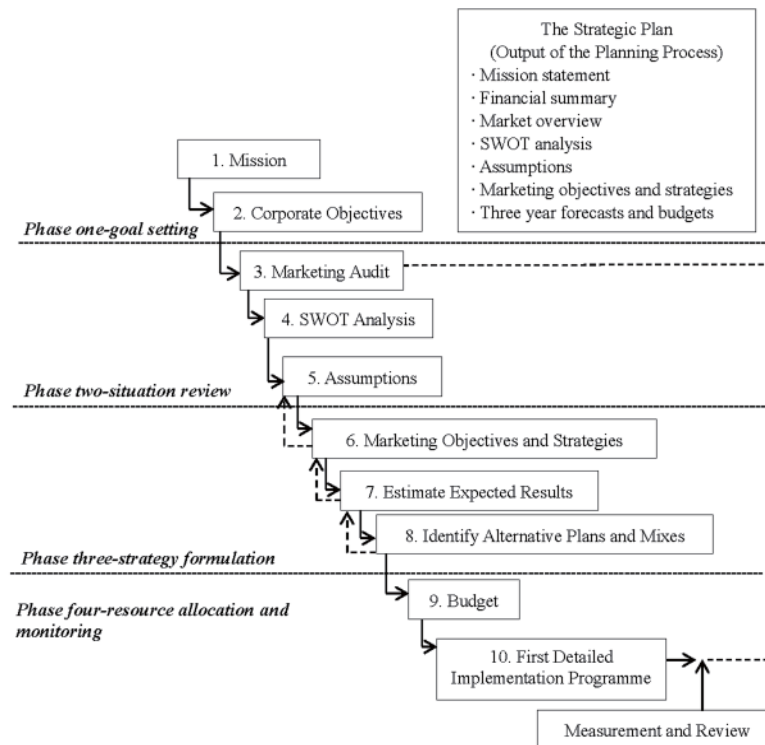 The Strategic Plan
(Output of the Planning Process)
· Mission statement
· Financial summary
· Market overview
· SWOT analysis
· Assumptions
· Marketing objectives and strategies
· Three year forecasts and budgets
1. Mission
2. Corporate Objectives
Phase one-goal setting
3. Marketing Audit
4. SWOT Analysis
5. Assumptions
Phase two-situation review
6. Marketing Objectives and Strategies
7. Estimate Expected Results
8. Identify Alternative Plans and Mixes
Phase three-strategy formulation
Phase four-resource allocation and
monitoring
9. Budget
10. First Detailed
Implementation Programme
Measurement and Review